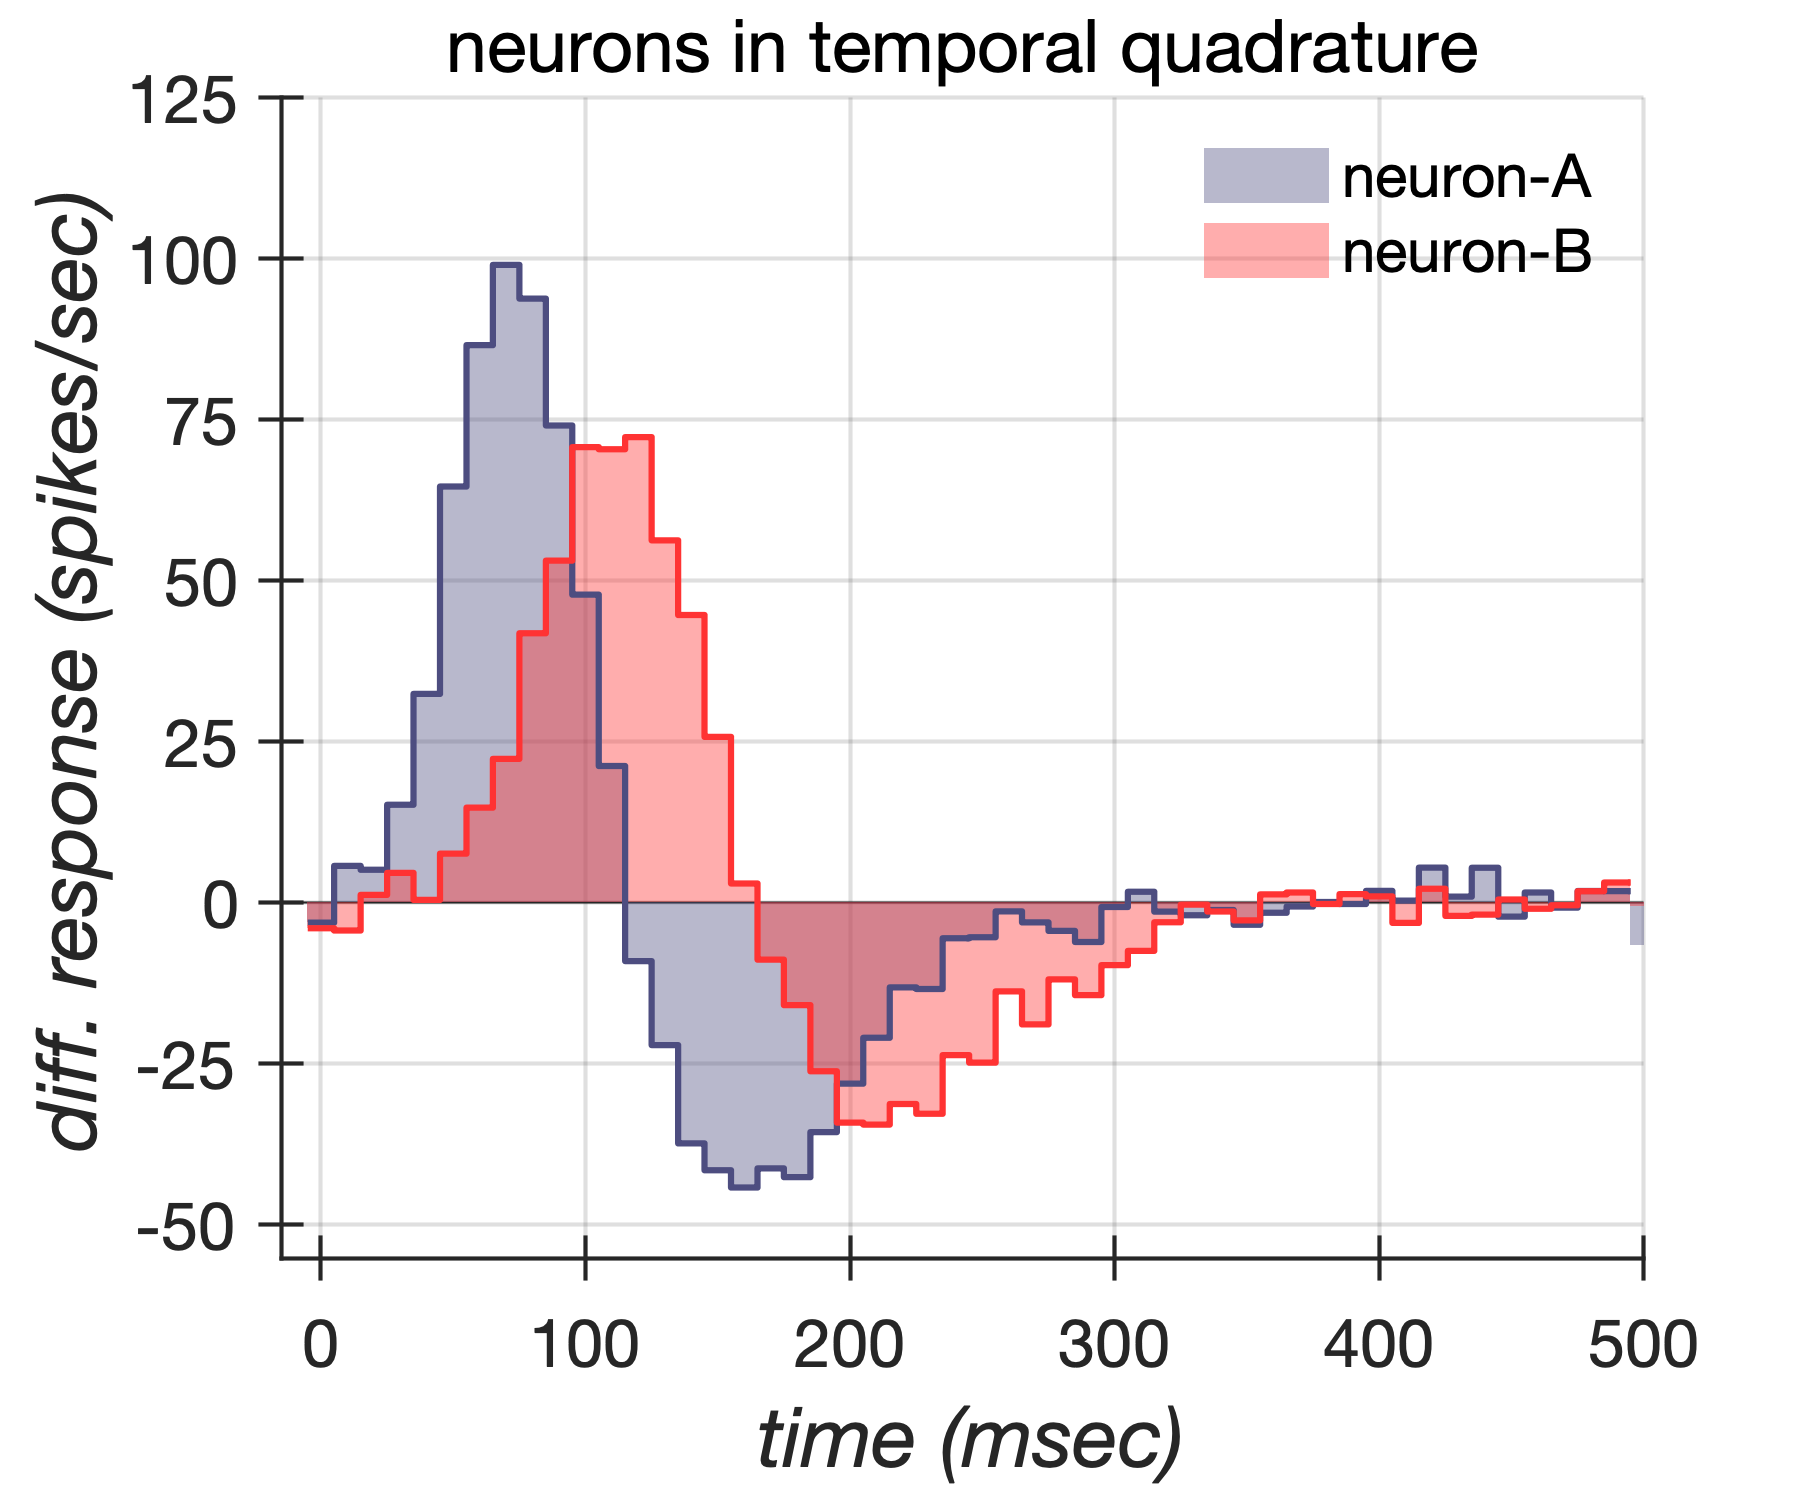 neurons in temporal quadrature
125
100
75
50
25
0
-25
-50
diff. response (spikes/sec)
neuron-A
neuron-B
0 100 200 300 400 500
time (msec)